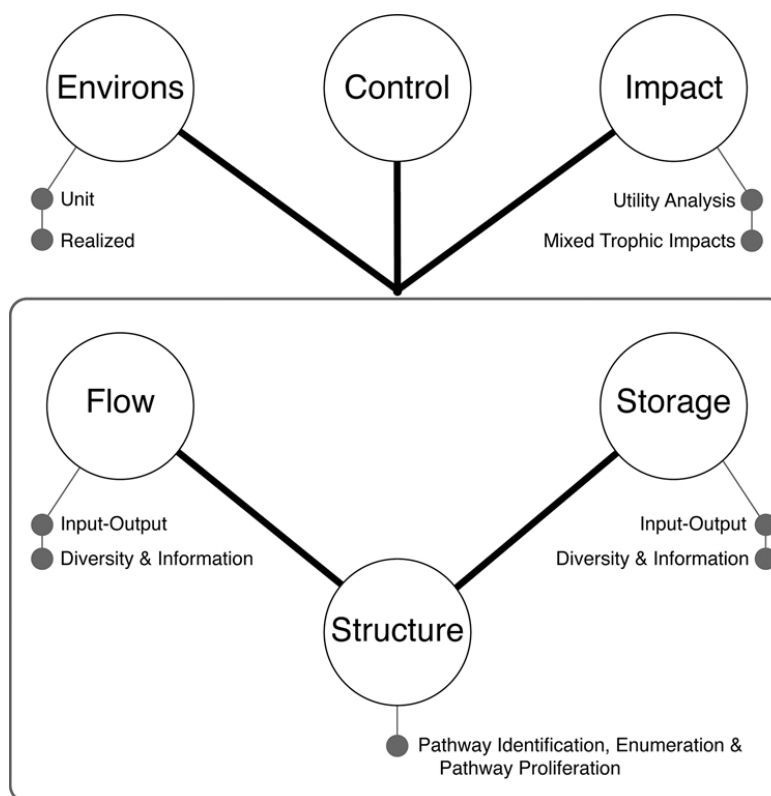 Environs
Control
Impact
Unit
Realized
Utility Analysis
Mixed Trophic Impacts
Flow
Storage
Input-Output
Diversity & Information
Input-Output
Diversity & Information
Structure
Pathway Identification, Enumeration &
Pathway Proliferation